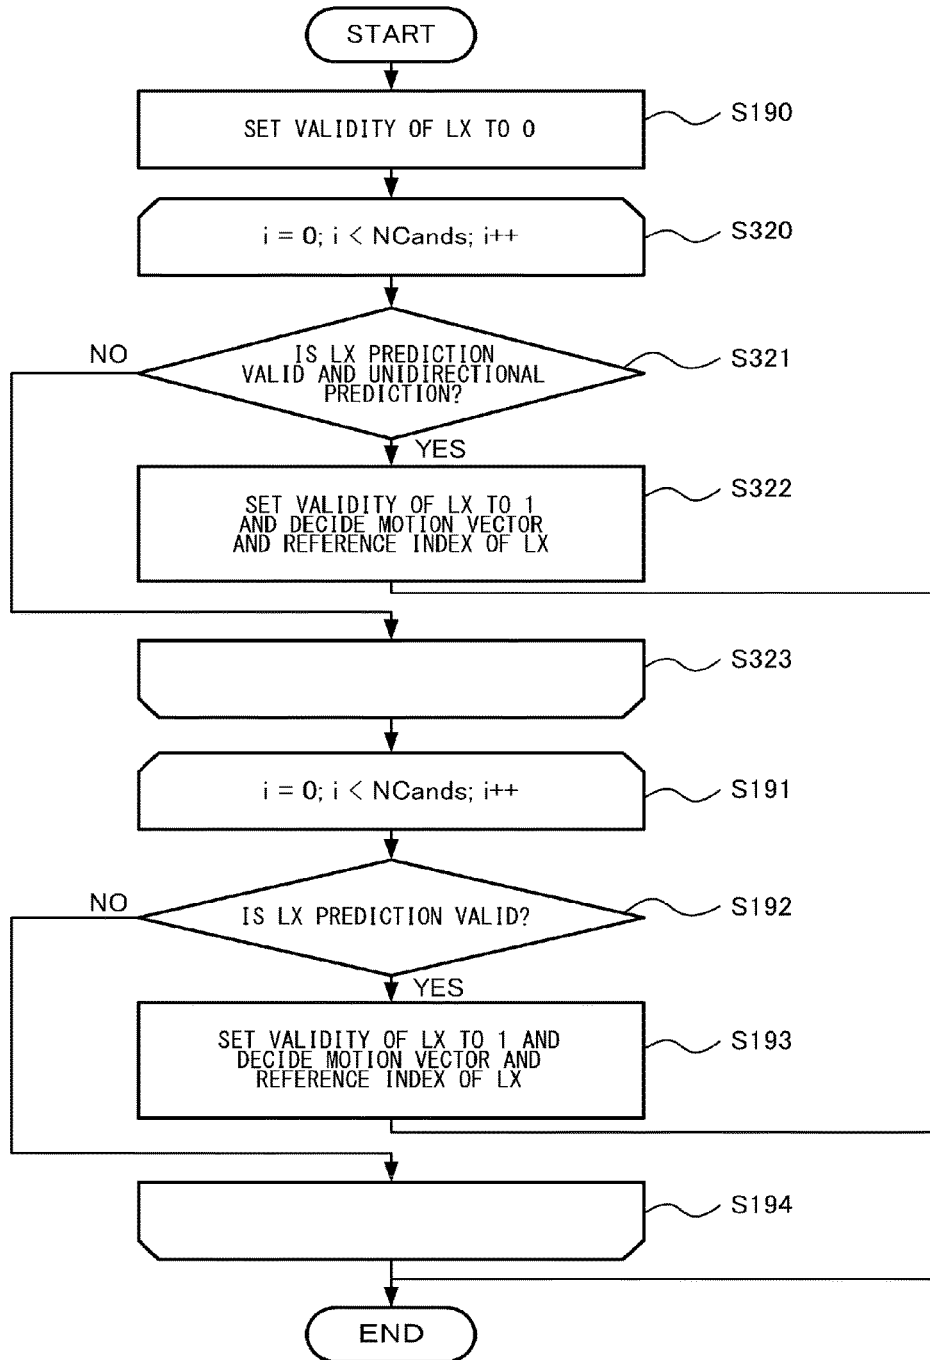 START
SET VALIDITY OF LX TO 0
S190
i = 0; i < NCands; i++
S320
NO
IS LX PREDICTION
VALID AND UNIDIRECTIONAL
PREDICTION?
S321
YES
SET VALIDITY OF LX TO 1
AND DECIDE MOTION VECTOR
AND REFERENCE INDEX OF LX
S322
S323
i = 0; i < NCands; i++
S191
NO
IS LX PREDICTION VALID?
S192
YES
SET VALIDITY OF LX TO 1 AND
DECIDE MOTION VECTOR AND
REFERENCE INDEX OF LX
S193
S194
END